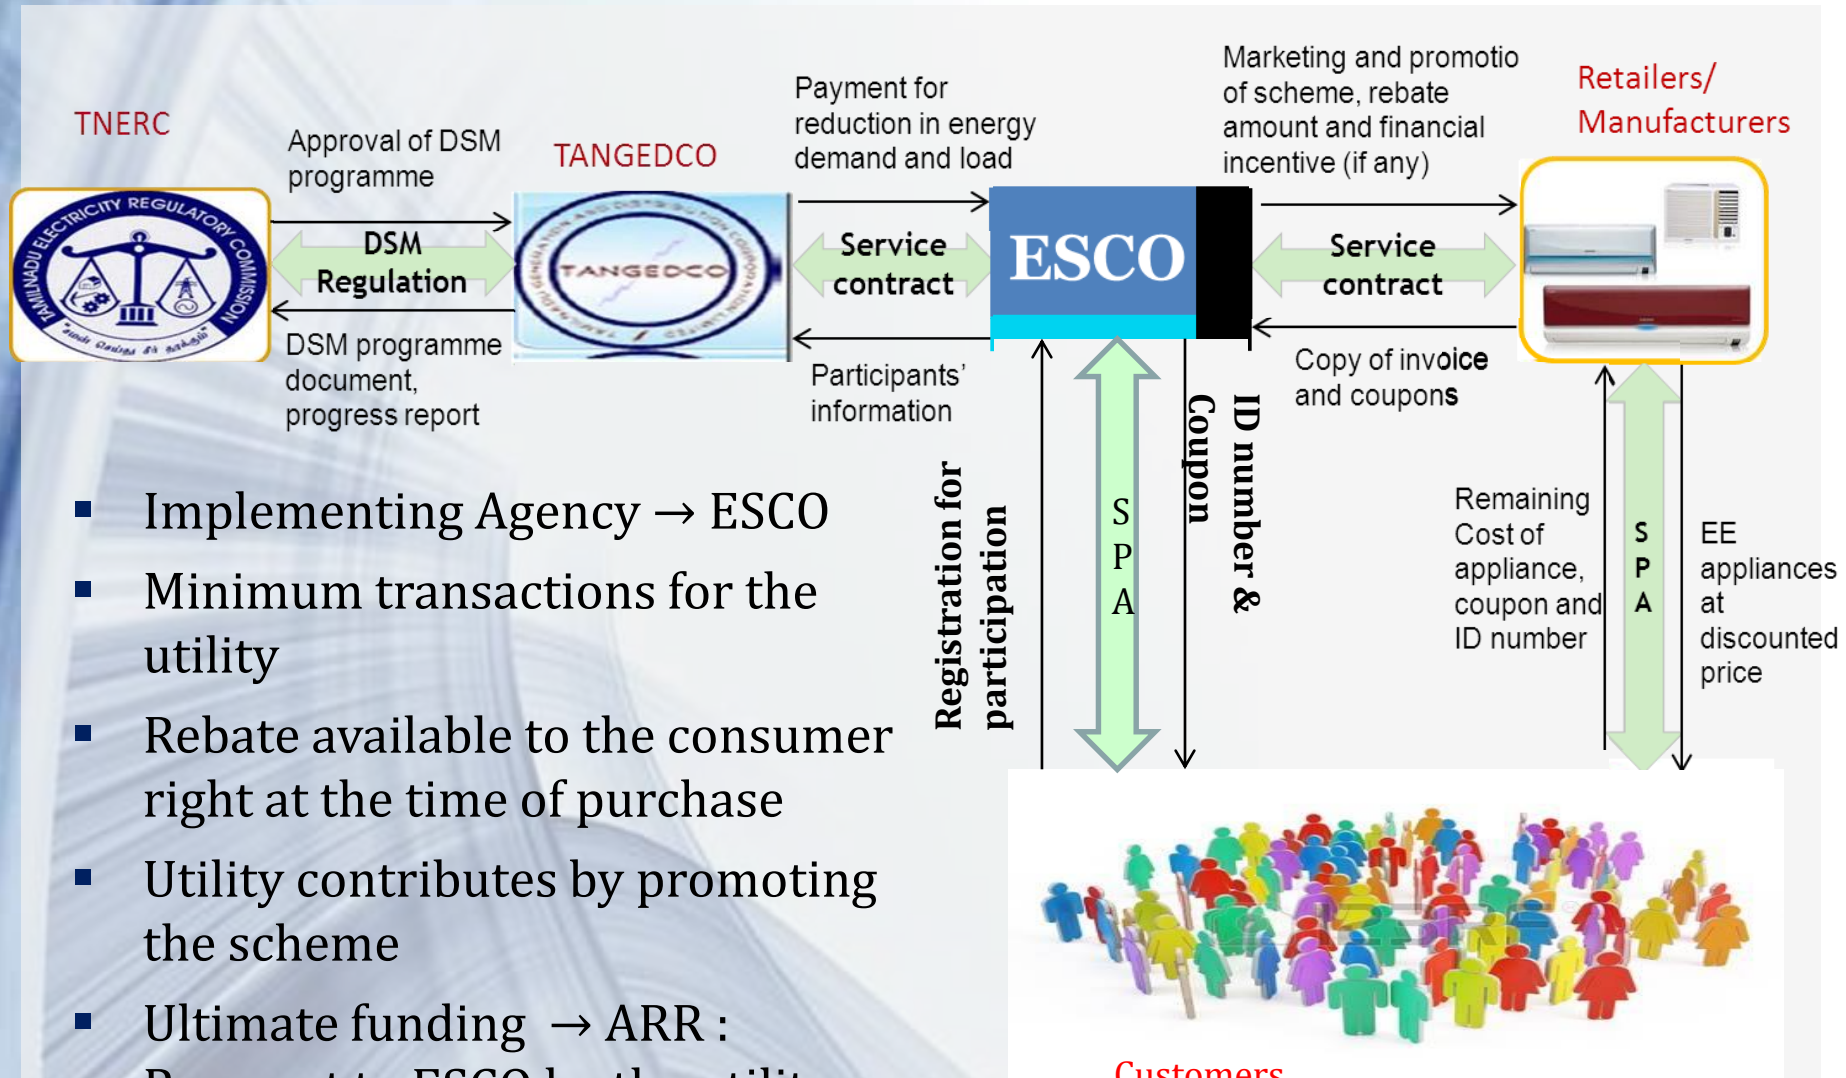 TNERC
Approval of DSM
programme
TANGEDCO
Payment for
reduction in energy
demand and load
Marketing and promotio
of scheme, rebate
amount and financial
incentive (if any)
Retailers/
Manufacturers
TAMILNADU ELECTRICITY REGULATORY COMMISSION
DSM
Regulation
TANGEDCO
Service
contract
ESCO
Service
contract
DSM programme
document,
progress report
Participants’
information
Copy of invoice
and coupons
Registration for
participation
S
P
A
ID number &
Coupon
Remaining
Cost of
appliance,
coupon and
ID number
S
P
A
EE
appliances
at
discounted
price
▪ Implementing Agency → ESCO
▪ Minimum transactions for the
utility
▪ Rebate available to the consumer
right at the time of purchase
▪ Utility contributes by promoting
the scheme
▪ Ultimate funding → ARR :
Customers